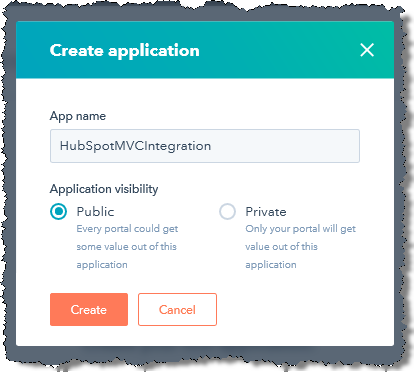 Create application
App name
HubSpotMVCIntegration
Application visibility
Public
Every portal could get
some value out of this
application
Private
Only your portal will get
value out of this
application
Create
Cancel